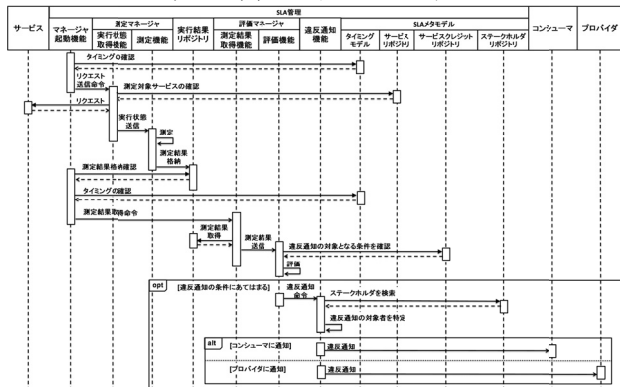 SLA管理
サービス
マネージャ
起動機能
測定マネージャ
実行状態
取得機能
測定機能
実行結果
リポジトリ
評価マネージャ
測定結果
取得機能
評価機能
違反通知
機能
SLAメタモデル
タイミング
モデル
サービス
リポジトリ
サービスクレジット
リポジトリ
ステークホルダ
リポジトリ
コンシューマ
プロバイダ
タイミングの確認
リクエスト
送信命令
測定対象サービスの確認
リクエスト
実行状態
送信
測定
測定結果
格納
測定結果格納確認
タイミングの確認
測定結果取得命令
測定結果
取得
測定結果
送信
違反通知の対象となる条件を確認
評価
opt
[違反通知の条件にあてはまる]
違反通知
命令
ステークホルダを検索
違反通知の対象者を特定
alt
[コンシューマに通知]
違反通知
[プロバイダに通知]
違反通知